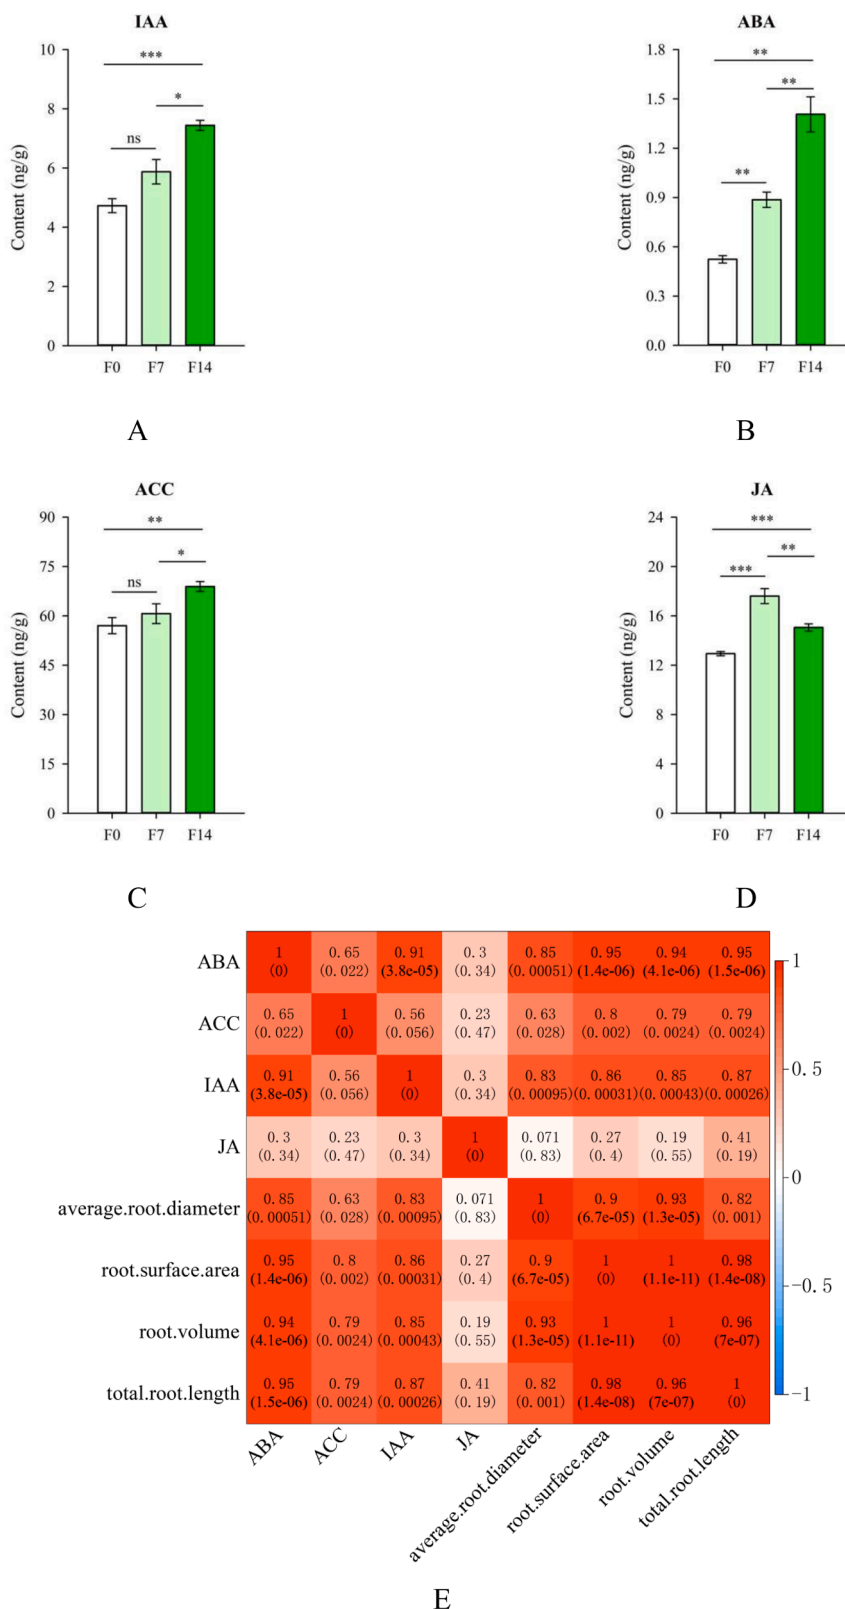 IAA
10
8
6
4
2
0
Content (ng/g)
***
*
ns
F0 F7 F14
A
ABA
1.8
1.5
1.2
0.9
0.6
0.3
0.0
Content (ng/g)
**
**
**
F0 F7 F14
B
ACC
90
75
60
45
30
15
0
Content (ng/g)
**
*
ns
F0 F7 F14
C
JA
24
20
16
12
8
4
0
Content (ng/g)
***
**
***
F0 F7 F14
D
ABA 1 0.65 0.91 0.3 0.85 0.95 0.94 0.95
(0) (0.022) (3.8e-05) (0.34) (0.00051) (1.4e-06) (4.1e-06) (1.5e-06)
ACC 0.65 1 0.56 0.23 0.63 0.8 0.79 0.79
(0.022) (0) (0.056) (0.47) (0.028) (0.002) (0.0024) (0.0024)
IAA 0.91 0.56 1 0.3 0.83 0.86 0.85 0.87
(3.8e-05) (0.056) (0) (0.34) (0.00095) (0.00031) (0.00043) (0.00026)
JA 0.3 0.23 0.3 1 0.071 0.27 0.19 0.41
(0.34) (0.47) (0.34) (0) (0.83) (0.4) (0.55) (0.19)
average.root.diameter 0.85 0.63 0.83 0.071 1 0.9 0.93 0.82
(0.00051) (0.028) (0.00095) (0.83) (0) (6.7e-05) (1.3e-05) (0.001)
root.surface.area 0.95 0.8 0.86 0.27 0.9 1 1 0.98
(1.4e-06) (0.002) (0.00031) (0.4) (6.7e-05) (0) (1.1e-11) (1.4e-08)
root.volume 0.94 0.79 0.85 0.19 0.93 1 1 0.96
(4.1e-06) (0.0024) (0.00043) (0.55) (1.3e-05) (1.1e-11) (0) (7e-07)
total.root.length 0.95 0.79 0.87 0.41 0.82 0.98 0.96 1
(1.5e-06) (0.0024) (0.00026) (0.19) (0.001) (1.4e-08) (7e-07) (0)
ABA ACC IAA JA average.root.diameter root.surface.area root.volume total.root.length
1
0.5
0
-0.5
-1
E